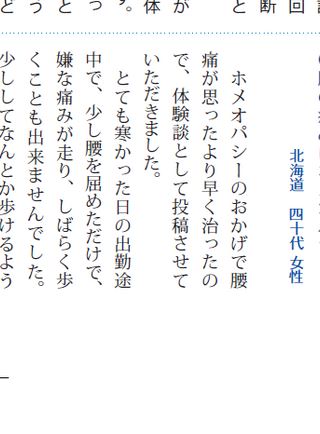 北海道　四十代　女性
ホメオパシーのおかげで腰
痛が思ったより早く治ったの
で、体験談として投稿させて
いただきました。
とても寒かった日の出勤途
中で、少し腰を屈めただけで、
嫌な痛みが走り、しばらく歩
くことも出来ませんでした。
少ししてなんとか歩けるよう